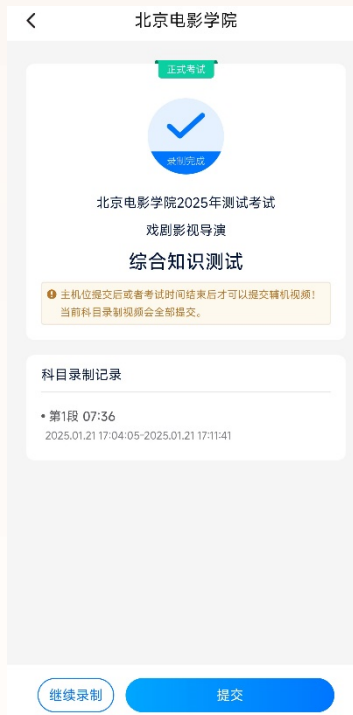 北京电影学院
正式考试
录制完成
北京电影学院2025年测试考试
戏剧影视导演
综合知识测试
主机位提交后或者考试时间结束后才可以提交辅机视频！
当前科目录制视频会全部提交。
科目录制记录
• 第1段 07:36
2025.01.21 17:04:05-2025.01.21 17:11:41
继续录制
提交